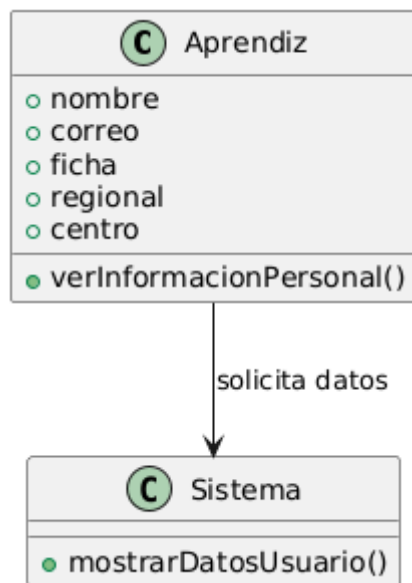 C Aprendiz
nombre
correo
ficha
regional
centro
verInformacionPersonal()
solicita datos
C Sistema
mostrarDatosUsuario()